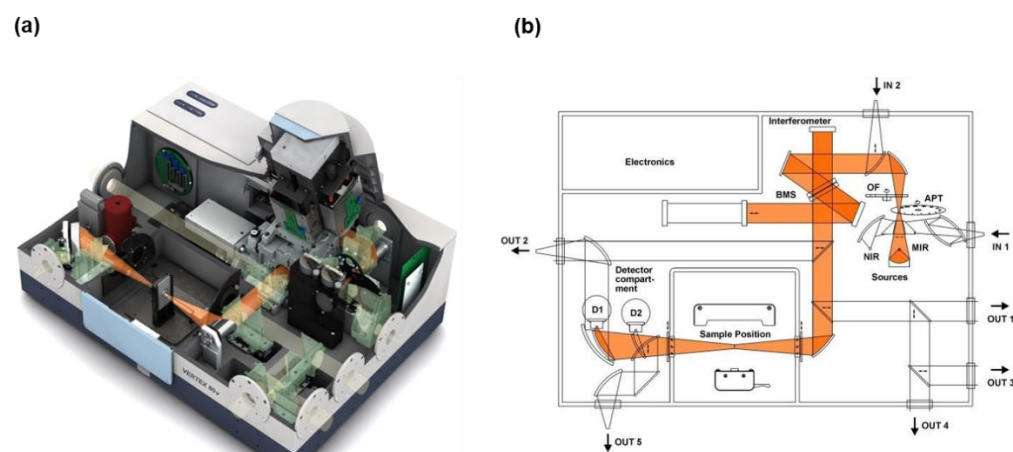 (a)
(b)
VERTEX 80v
IN 2
Interferometer
Electronics
OF
APT
BMS
OUT 2
IN 1
NIR
MIR
Sources
Detector
compart-
ment
D1
D2
Sample Position
OUT 1
OUT 3
OUT 4
OUT 5